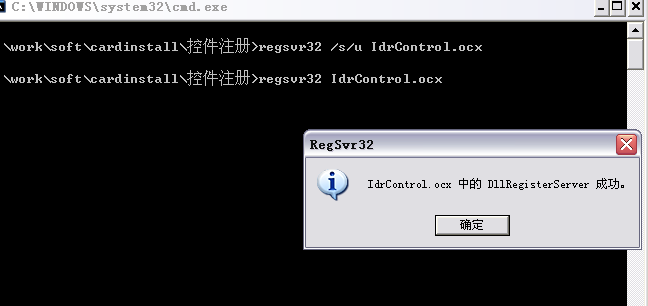 C:\WINDOWS\system32\cmd.exe
\work\soft\cardinstall\控件注册>regsvr32 /s/u IdrControl.ocx
\work\soft\cardinstall\控件注册>regsvr32 IdrControl.ocx
RegSvr32
IdrControl.ocx 中的 DllRegisterServer 成功。
确定